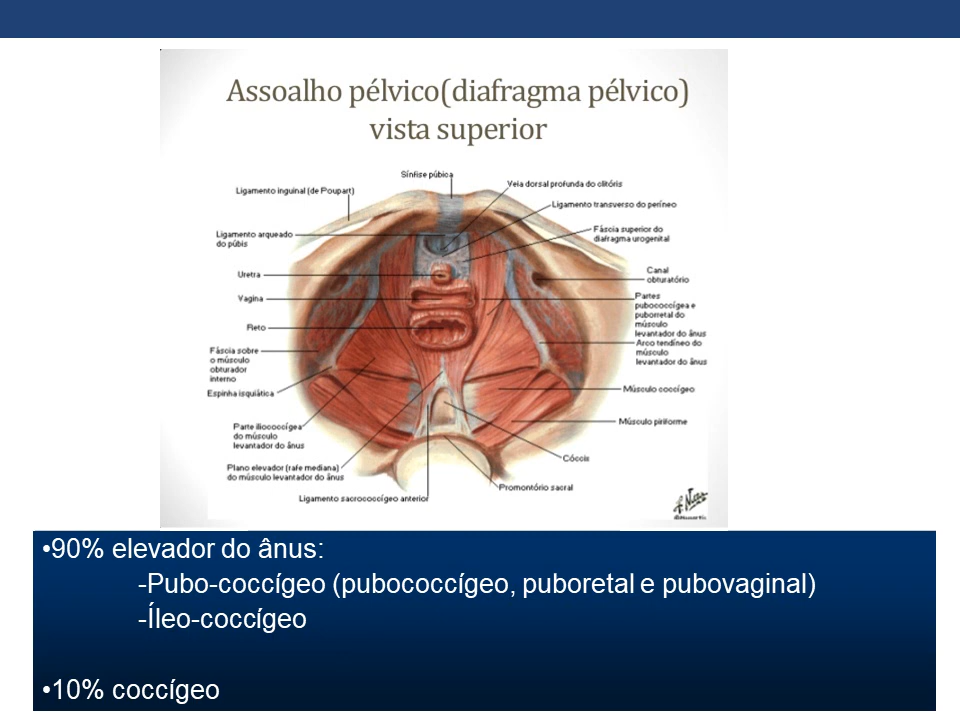 Assoalho pélvico(diafragma pélvico)
vista superior
Sínfise púbica
Ligamento inguinal (de Poupart)
Veia dorsal profunda do clitóris
Ligamento transverso do períneo
Ligamento arqueado
do púbis
Fáscia superior do
diafragma urogenital
Uretra
Canal
obturatório
Vagina
Partes
pubococcígea e
puborretal do
músculo
levantador do ânus
Reto
Arco tendíneo do
músculo
levantador do ânus
Fáscia sobre
o músculo
obturador
interno
Espinha isquiática
Músculo coccígeo
Parte iliococcígea
do músculo
levantador do ânus
Músculo piriforme
Plano elevador (rafe mediana)
do músculo levantador do ânus
Cóccix
Ligamento sacrococcígeo anterior
Promontório sacral
•90% elevador do ânus:
-Pubo-coccígeo (pubococcígeo, puboretal e pubovaginal)
-Íleo-coccígeo
•10% coccígeo